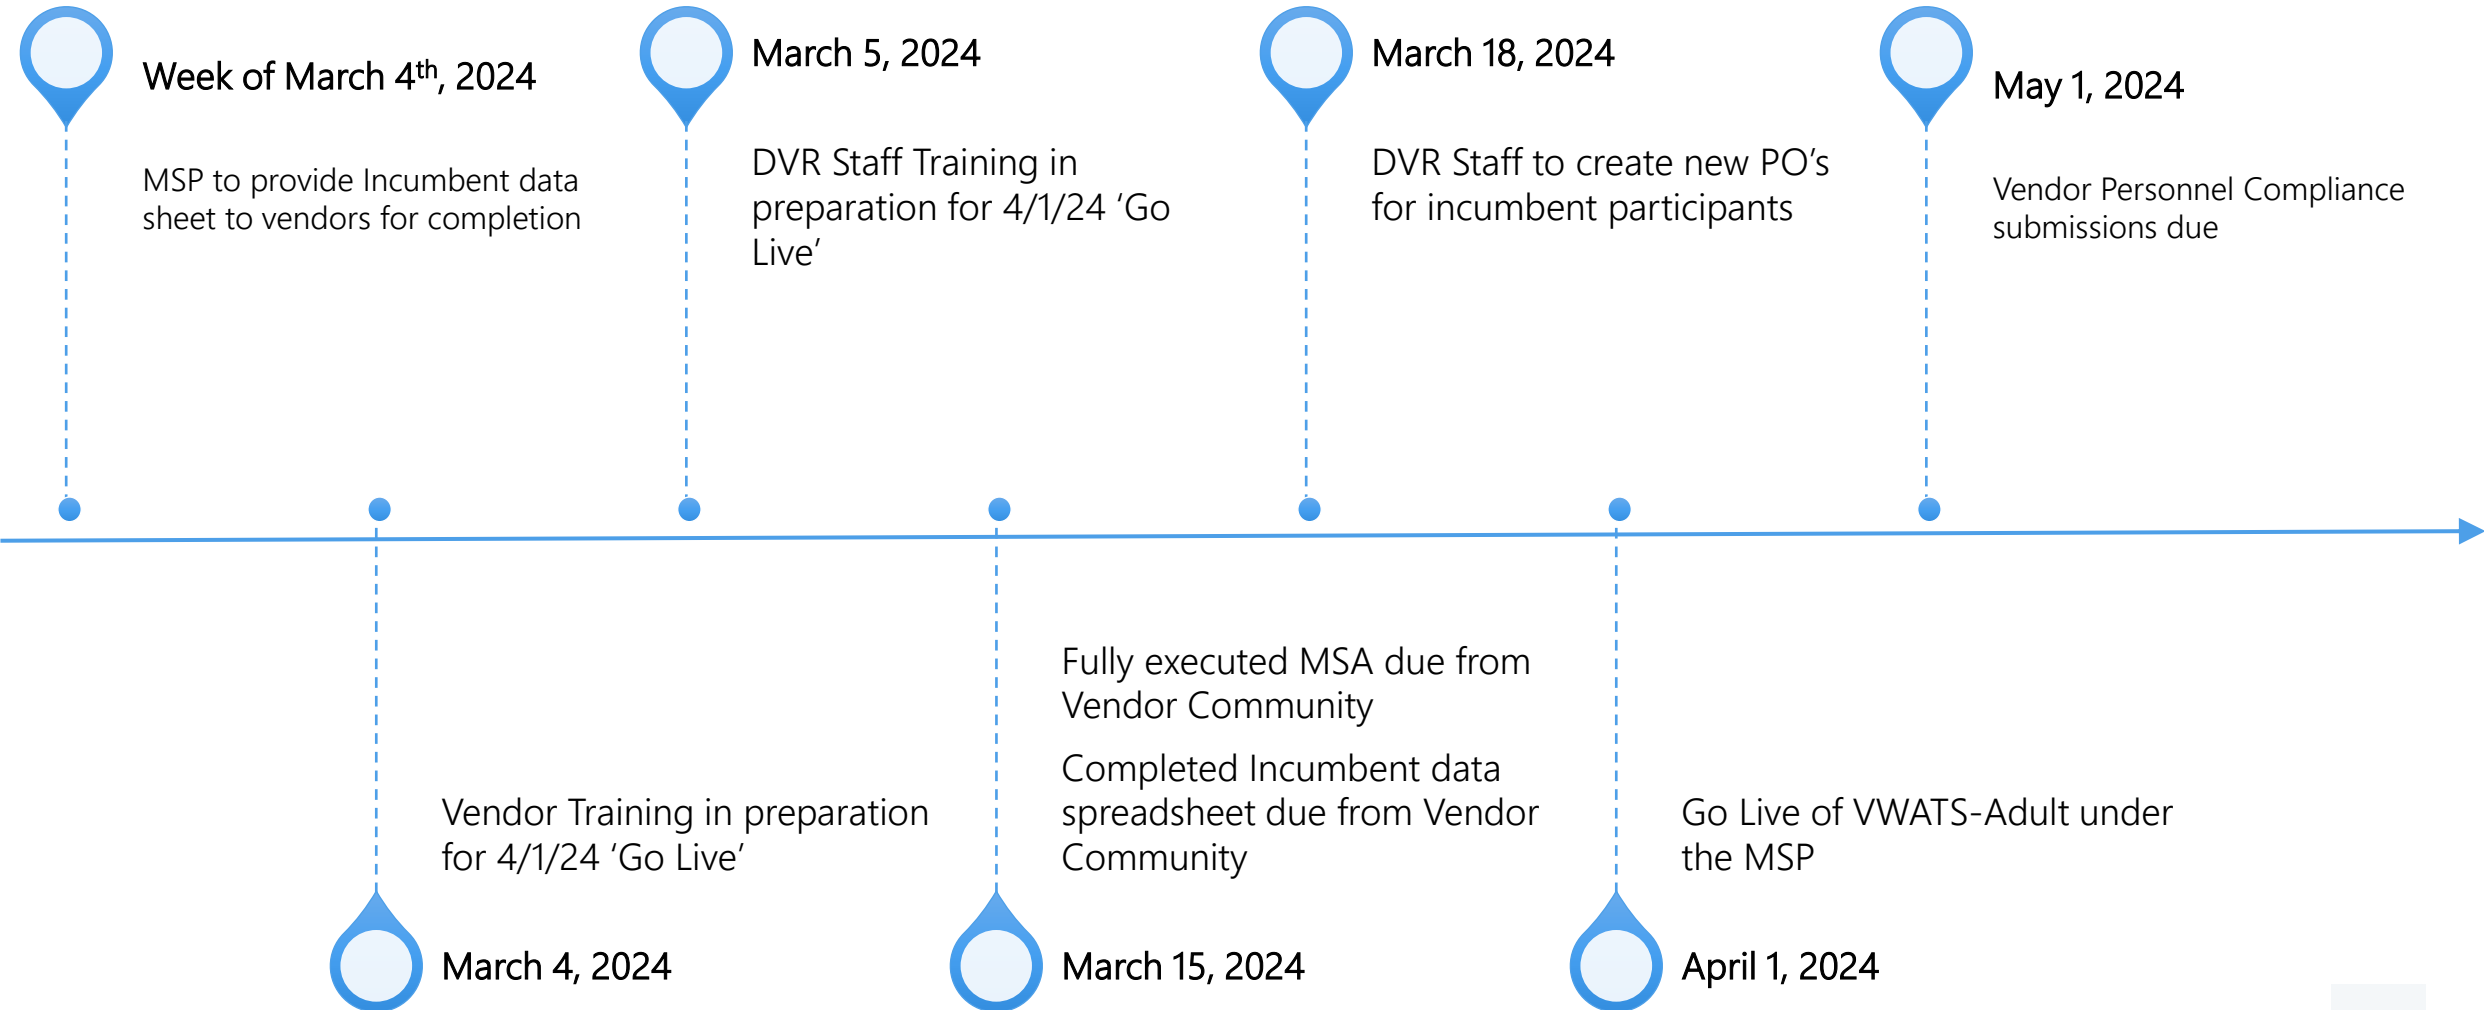 Week of March 4th, 2024
MSP to provide Incumbent data
sheet to vendors for completion
March 5, 2024
DVR Staff Training in
preparation for 4/1/24 ‘Go
Live’
March 18, 2024
DVR Staff to create new PO’s
for incumbent participants
May 1, 2024
Vendor Personnel Compliance
submissions due
Vendor Training in preparation
for 4/1/24 ‘Go Live’
March 4, 2024
Fully executed MSA due from
Vendor Community
Completed Incumbent data
spreadsheet due from Vendor
Community
March 15, 2024
Go Live of VWATS-Adult under
the MSP
April 1, 2024